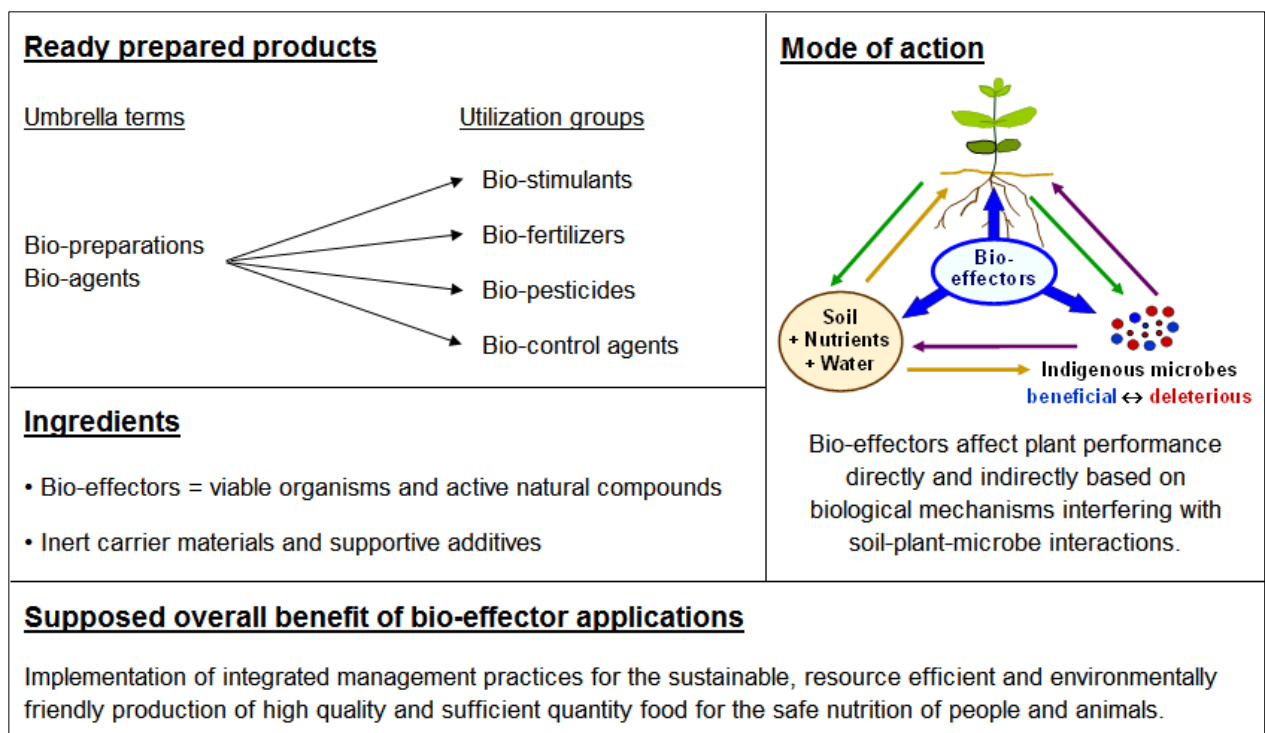 Ready prepared products
Umbrella terms
Utilization groups
Bio-preparations
Bio-agents
Bio-stimulants
Bio-fertilizers
Bio-pesticides
Bio-control agents
Ingredients
• Bio-effectors = viable organisms and active natural compounds
• Inert carrier materials and supportive additives
Mode of action
Bio-
effectors
Soil
+ Nutrients
+ Water
Indigenous microbes
beneficial ↔ deleterious
Bio-effectors affect plant performance
directly and indirectly based on
biological mechanisms interfering with
soil-plant-microbe interactions.
Supposed overall benefit of bio-effector applications
Implementation of integrated management practices for the sustainable, resource efficient and environmentally
friendly production of high quality and sufficient quantity food for the safe nutrition of people and animals.